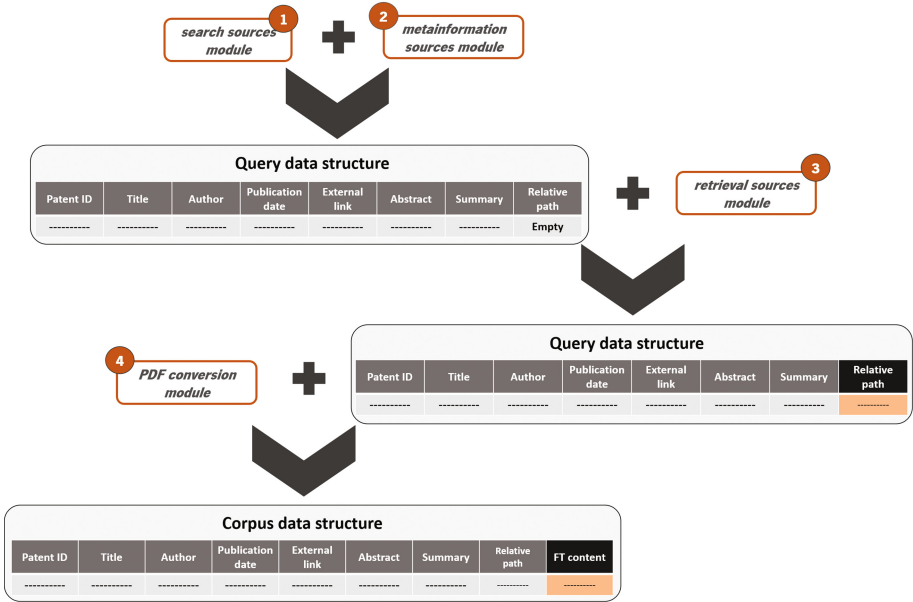 1
2
search sources
module
metainformation
sources module
Query data structure
Patent ID Title Author Publication date External link Abstract Summary Relative path
---------- ---------- ---------- ---------- ---------- ---------- ---------- Empty
3
retrieval sources
module
Query data structure
Patent ID Title Author Publication date External link Abstract Summary Relative path
---------- ---------- ---------- ---------- ---------- ---------- ---------- ----------
4
PDF conversion
module
Corpus data structure
Patent ID Title Author Publication date External link Abstract Summary Relative path FT content
---------- ---------- ---------- ---------- ---------- ---------- ---------- ---------- ----------